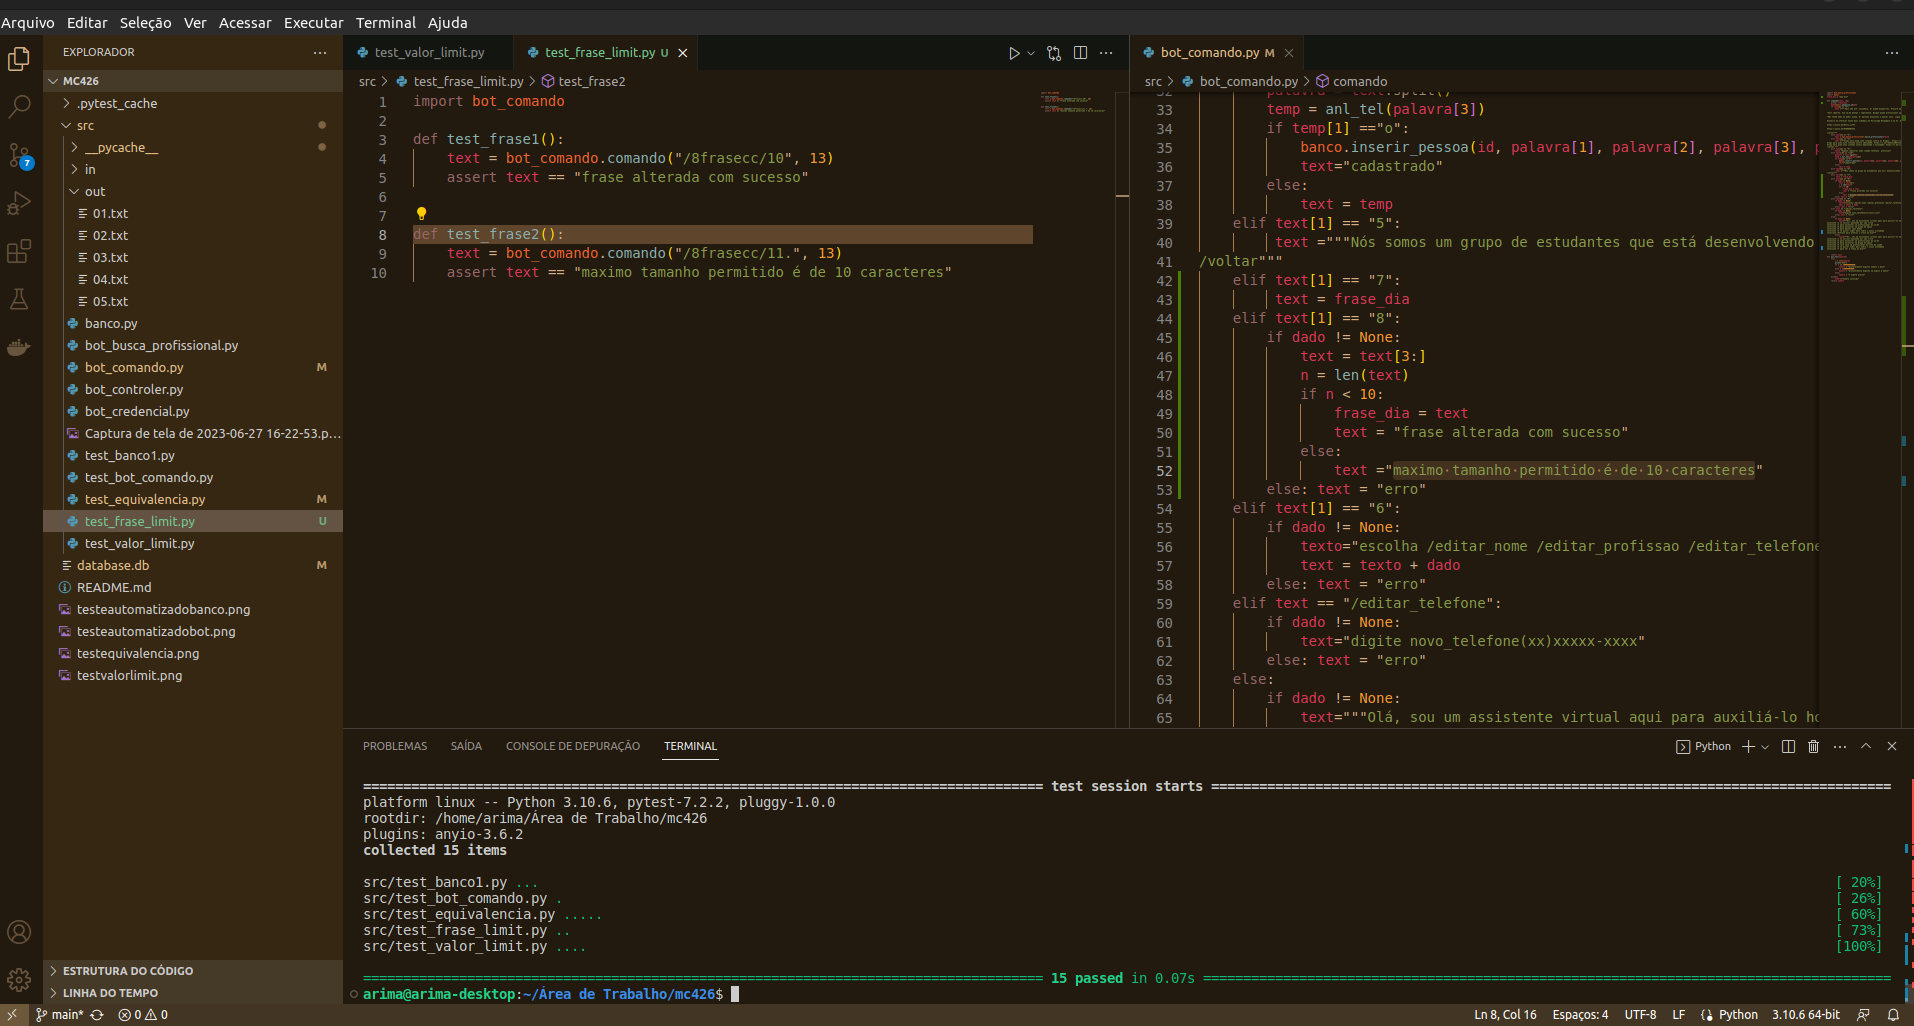 Arquivo Editar Seleção Ver Acessar Executar Terminal Ajuda
EXPLORADOR
MC426
.pytest_cache
src
__pycache__
in
out
01.txt
02.txt
03.txt
04.txt
05.txt
banco.py
bot_busca_profissional.py
bot_comando.py M
bot_controler.py
bot_credencial.py
Captura de tela de 2023-06-27 16-22-53.p...
test_banco1.py
test_bot_comando.py
test_equivalencia.py M
test_frase_limit.py U
test_valor_limit.py
database.db M
README.md
testeautomatizadobanco.png
testeautomatizadobot.png
testequivalencia.png
testvalorlimit.png
ESTRUTURA DO CÓDIGO
LINHA DO TEMPO
7
test_valor_limit.py test_frase_limit.py U
src > test_frase_limit.py > test_frase2
1 import bot_comando
2
3 def test_frase1():
4 text = bot_comando.comando("/8frasecc/10", 13)
5 assert text == "frase alterada com sucesso"
6
7
8 def test_frase2():
9 text = bot_comando.comando("/8frasecc/11.", 13)
10 assert text == "maximo tamanho permitido é de 10 caracteres"
bot_comando.py M
src > bot_comando.py > comando
32 palavra = text.split()
33 temp = anl_tel(palavra[3])
34 if temp[1] =="o":
35 banco.inserir_pessoa(id, palavra[1], palavra[2], palavra[3], p
36 text="cadastrado"
37 else:
38 text = temp
39 elif text[1] == "5":
40 text ="""Nós somos um grupo de estudantes que está desenvolvendo
41 /voltar"""
42 elif text[1] == "7":
43 text = frase_dia
44 elif text[1] == "8":
45 if dado != None:
46 text = text[3:]
47 n = len(text)
48 if n < 10:
49 frase_dia = text
50 text = "frase alterada com sucesso"
51 else:
52 text ="maximo·tamanho·permitido·é·de·10·caracteres"
53 else: text = "erro"
54 elif text[1] == "6":
55 if dado != None:
56 texto="escolha /editar_nome /editar_profissao /editar_telefone
57 text = texto + dado
58 else: text = "erro"
59 elif text == "/editar_telefone":
60 if dado != None:
61 text="digite novo_telefone(xx)xxxxx-xxxx"
62 else: text = "erro"
63 else:
64 if dado != None:
65 text="""Olá, sou um assistente virtual aqui para auxiliá-lo ho
PROBLEMAS SAÍDA CONSOLE DE DEPURAÇÃO TERMINAL
Python
test session starts
platform linux -- Python 3.10.6, pytest-7.2.2, pluggy-1.0.0
rootdir: /home/arima/Área de Trabalho/mc426
plugins: anyio-3.6.2
collected 15 items
src/test_banco1.py ... [ 20%]
src/test_bot_comando.py . [ 26%]
src/test_equivalencia.py ..... [ 60%]
src/test_frase_limit.py .. [ 73%]
src/test_valor_limit.py .... [100%]
15 passed in 0.07s
arima@arima-desktop:~/Área de Trabalho/mc426$
main* 0 0 Ln 8, Col 16 Espaços: 4 UTF-8 LF Python 3.10.6 64-bit